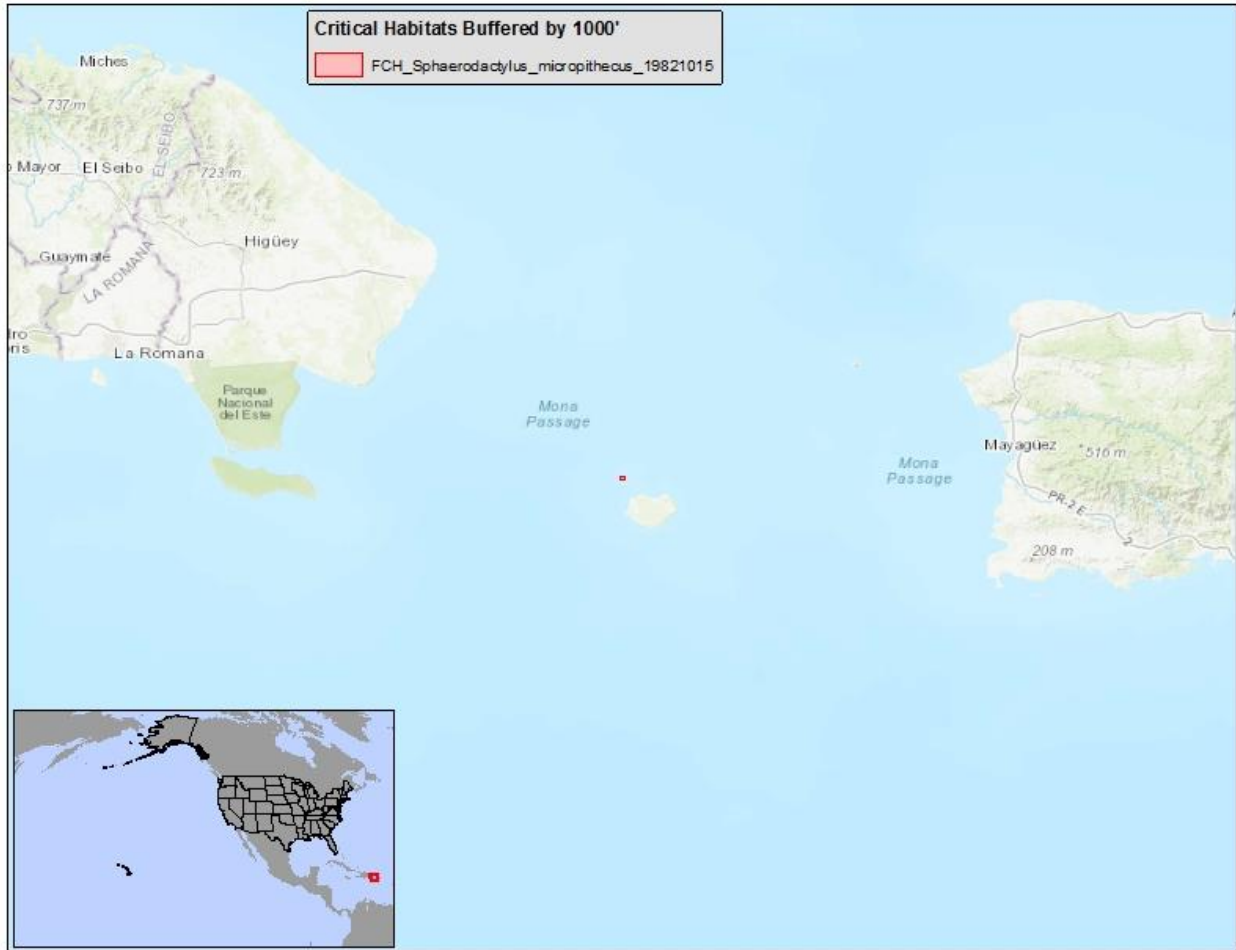 Critical Habitats Buffered by 1000'
FCH_Sphaerodactylus_micropithecus_19821015
Miches
737 m
EL SEIBO
Mayor
El Seibo
723 m
Higüey
Guaymate
LA ROMANA
La Romana
Parque
Nacional
del Este
Mona
Passage
Mayagüez
516 m
Mona
Passage
PR-2 E
2
208 m